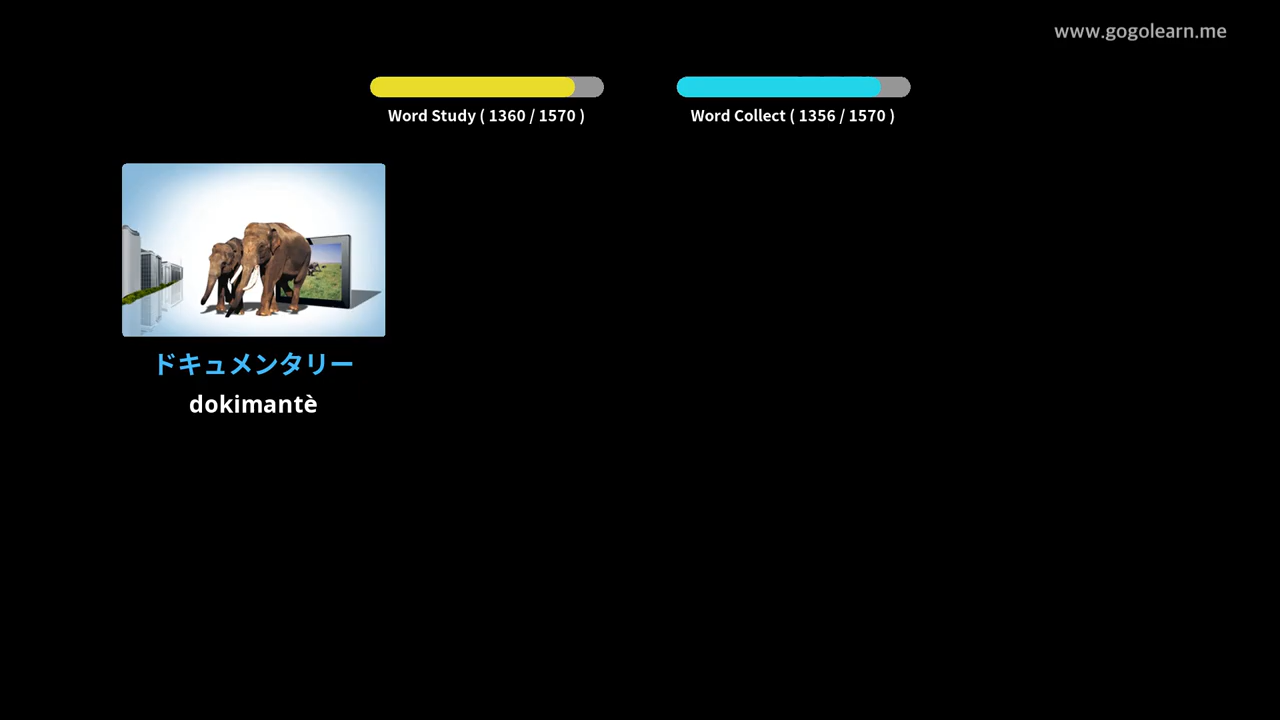 www.gogolearn.me
Word Study ( 1360 / 1570 )
Word Collect ( 1356 / 1570 )
ドキュメンタリー
dokimantè